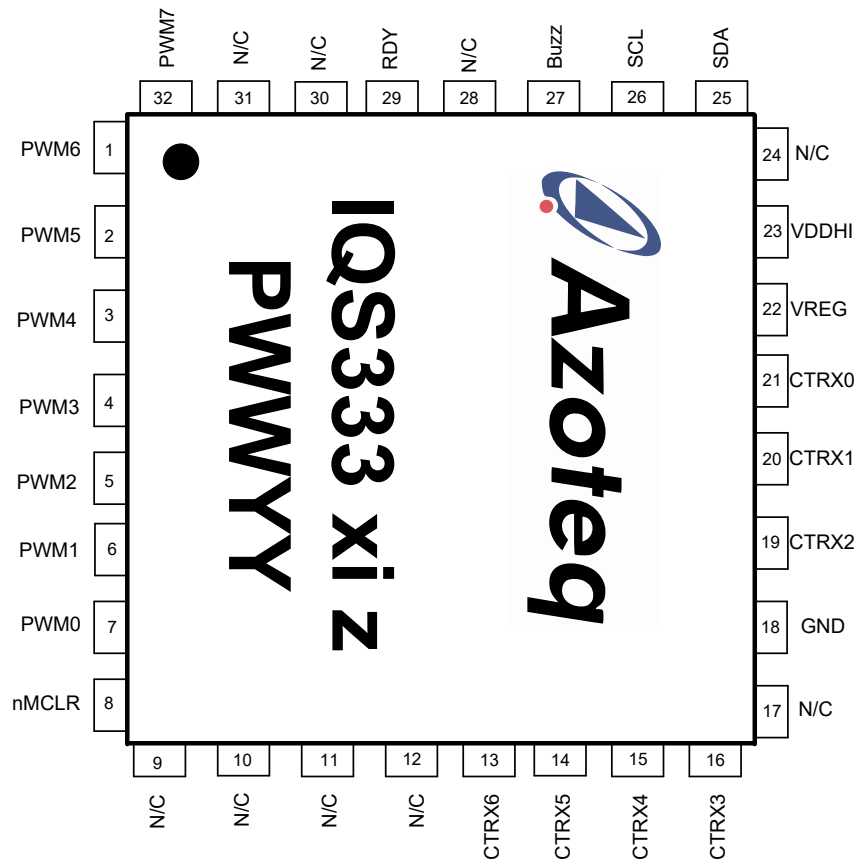 PWM7
N/C
N/C
RDY
N/C
Buzz
SCL
SDA
32
31
30
29
28
27
26
25
PWM6 1
PWM5 2
PWM4 3
PWM3 4
PWM2 5
PWM1 6
PWM0 7
nMCLR 8
Azoteq
IQS333 xi z
PWWYY
24 N/C
23 VDDHI
22 VREG
21 CTRX0
20 CTRX1
19 CTRX2
18 GND
17 N/C
9
10
11
12
13
14
15
16
N/C
N/C
N/C
N/C
CTRX6
CTRX5
CTRX4
CTRX3